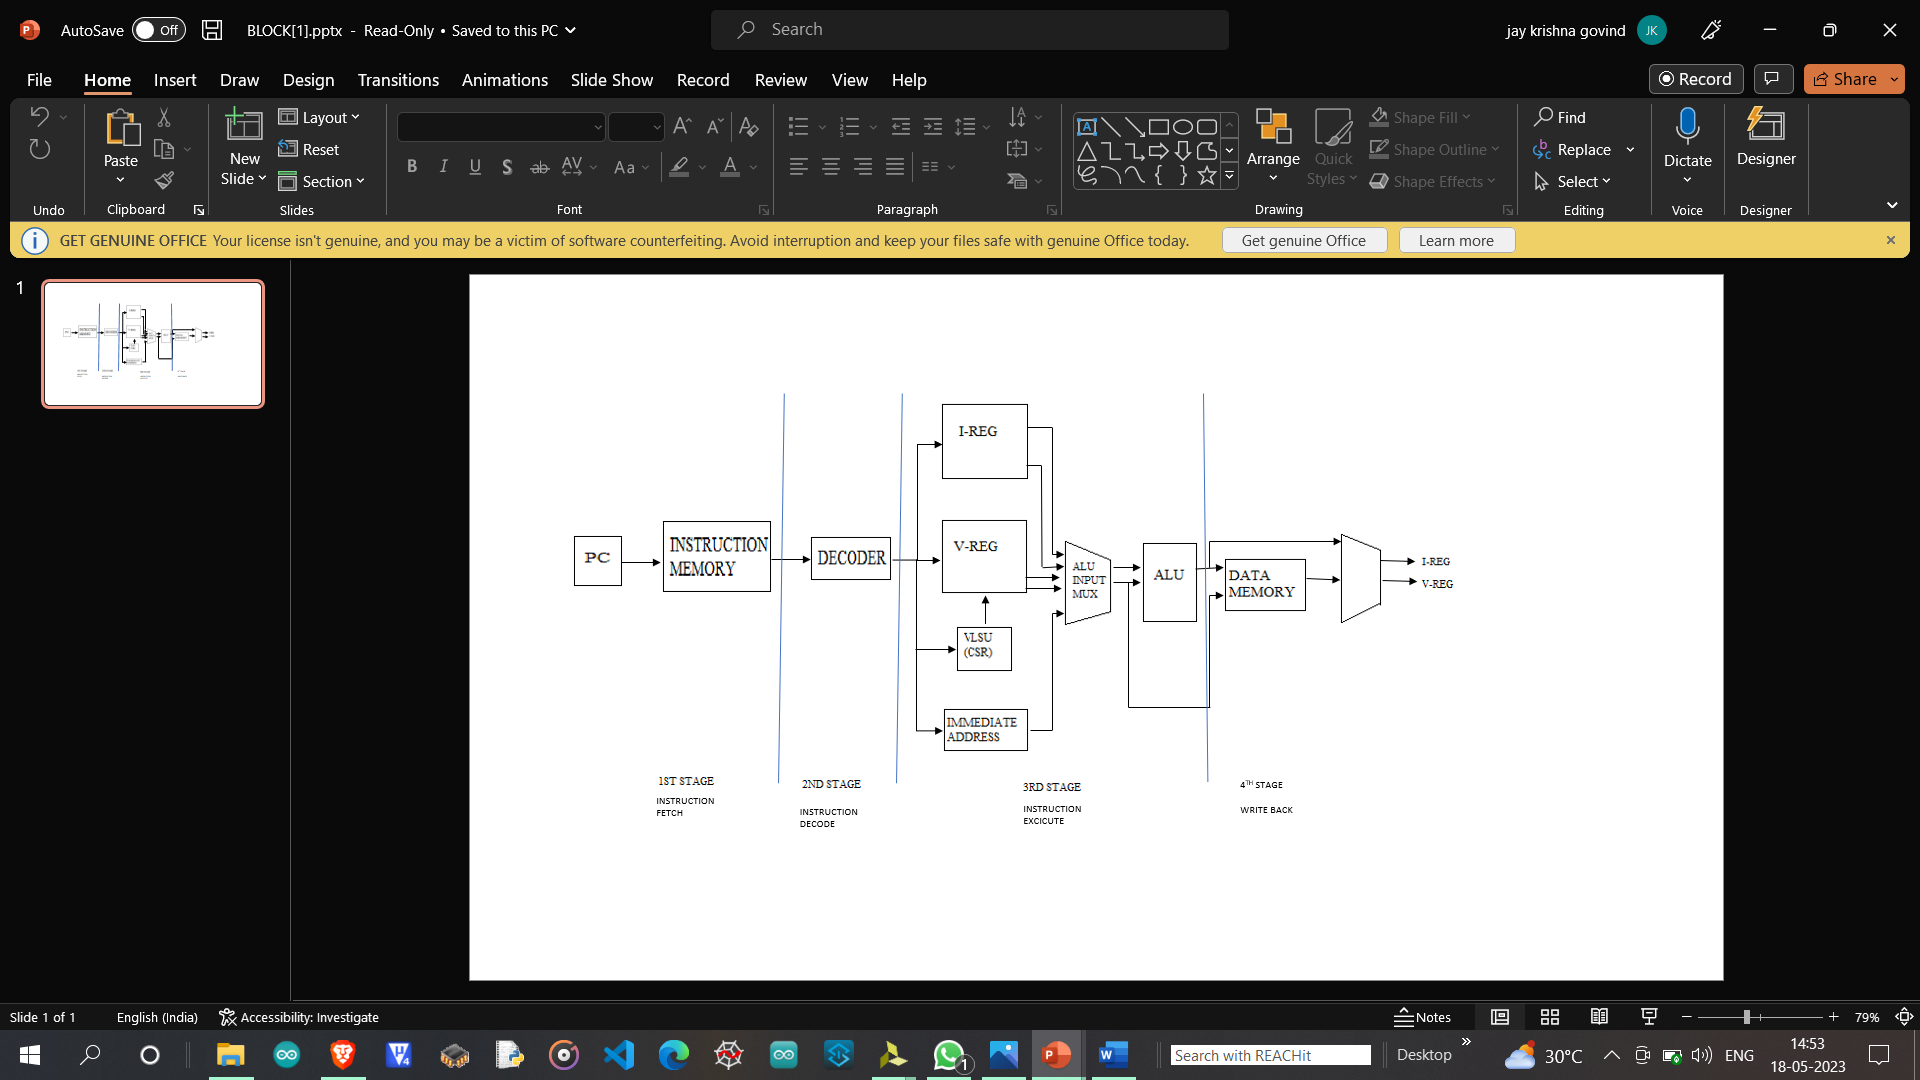 AutoSave Off BLOCK[1].pptx - Read-Only • Saved to this PC
Search
jay krishna govind JK
File Home Insert Draw Design Transitions Animations Slide Show Record Review View Help
Record Share
Paste
New
Slide
Layout
Reset
Section
Find
Replace
Select
Arrange
Quick
Styles
Shape Fill
Shape Outline
Shape Effects
Dictate
Designer
Undo Clipboard Slides Font Paragraph Drawing Editing Voice Designer
GET GENUINE OFFICE Your license isn't genuine, and you may be a victim of software counterfeiting. Avoid interruption and keep your files safe with genuine Office today. Get genuine Office Learn more
1
PC
INSTRUCTION
MEMORY
DECODER
I-REG
V-REG
VLSU
(CSR)
IMMEDIATE
ADDRESS
ALU
INPUT
MUX
ALU
DATA
MEMORY
I-REG
V-REG
1ST STAGE
INSTRUCTION
FETCH
2ND STAGE
INSTRUCTION
DECODE
3RD STAGE
INSTRUCTION
EXCICUTE
4TH STAGE
WRITE BACK
Slide 1 of 1 English (India) Accessibility: Investigate
Notes 79%
Search with REACHit
Desktop
30°C
ENG
14:53
18-05-2023